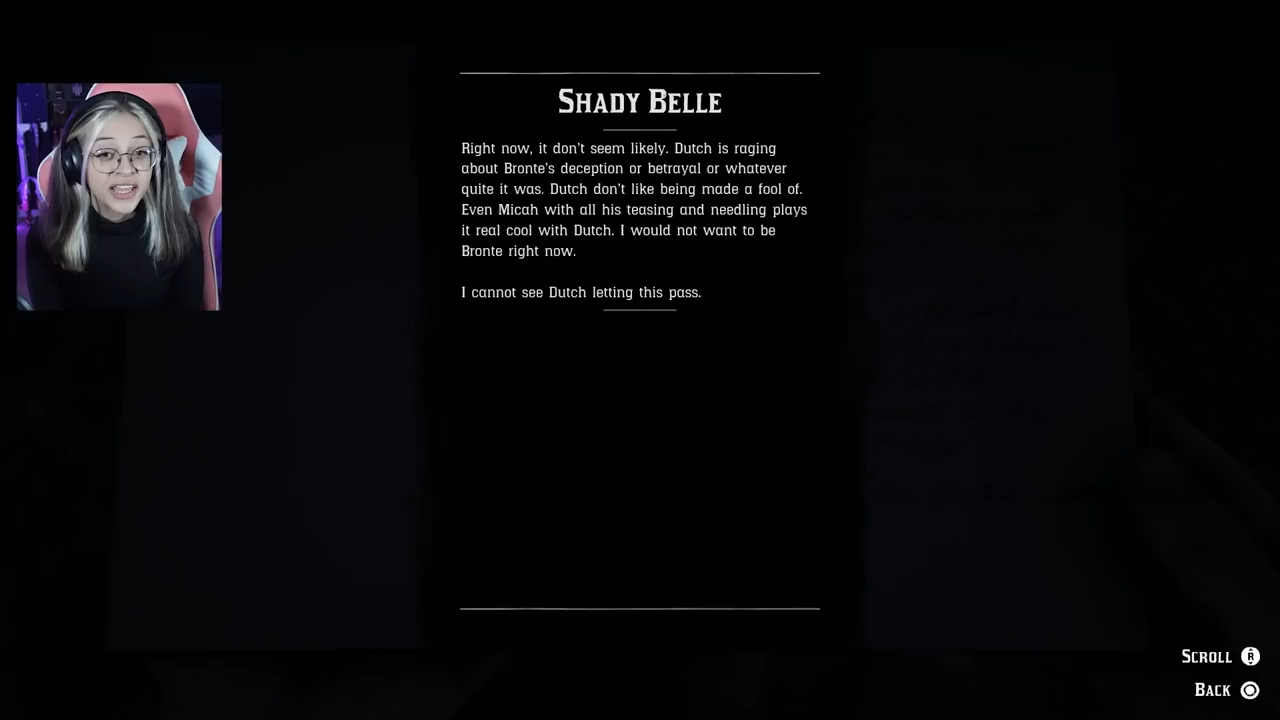 SHADY BELLE
Right now, it don't seem likely. Dutch is raging
about Bronte's deception or betrayal or whatever
quite it was. Dutch don't like being made a fool of.
Even Micah with all his teasing and needling plays
it real cool with Dutch. I would not want to be
Bronte right now.
I cannot see Dutch letting this pass.
SCROLL R
BACK